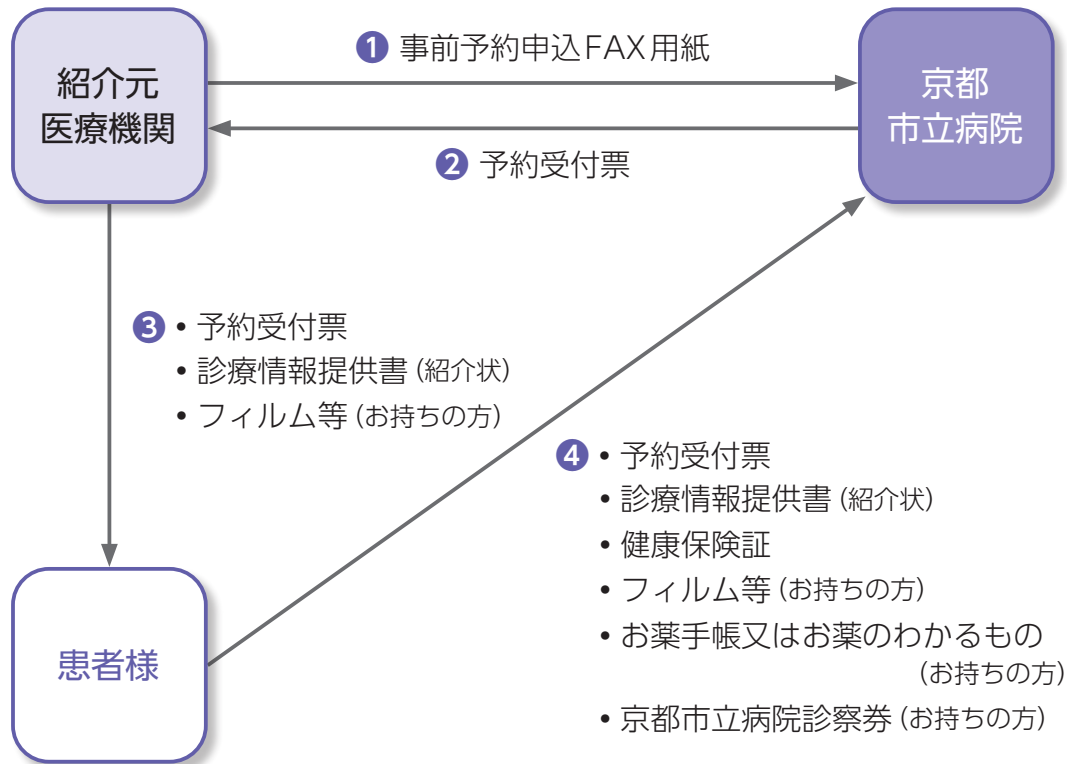 ❶ 事前予約申込FAX用紙
紹介元
医療機関
京都
市立病院
❷ 予約受付票
❸ • 予約受付票
• 診療情報提供書 (紹介状)
• フィルム等 (お持ちの方)
❹ • 予約受付票
• 診療情報提供書 (紹介状)
• 健康保険証
• フィルム等 (お持ちの方)
• お薬手帳又はお薬のわかるもの
(お持ちの方)
• 京都市立病院診察券 (お持ちの方)
患者様